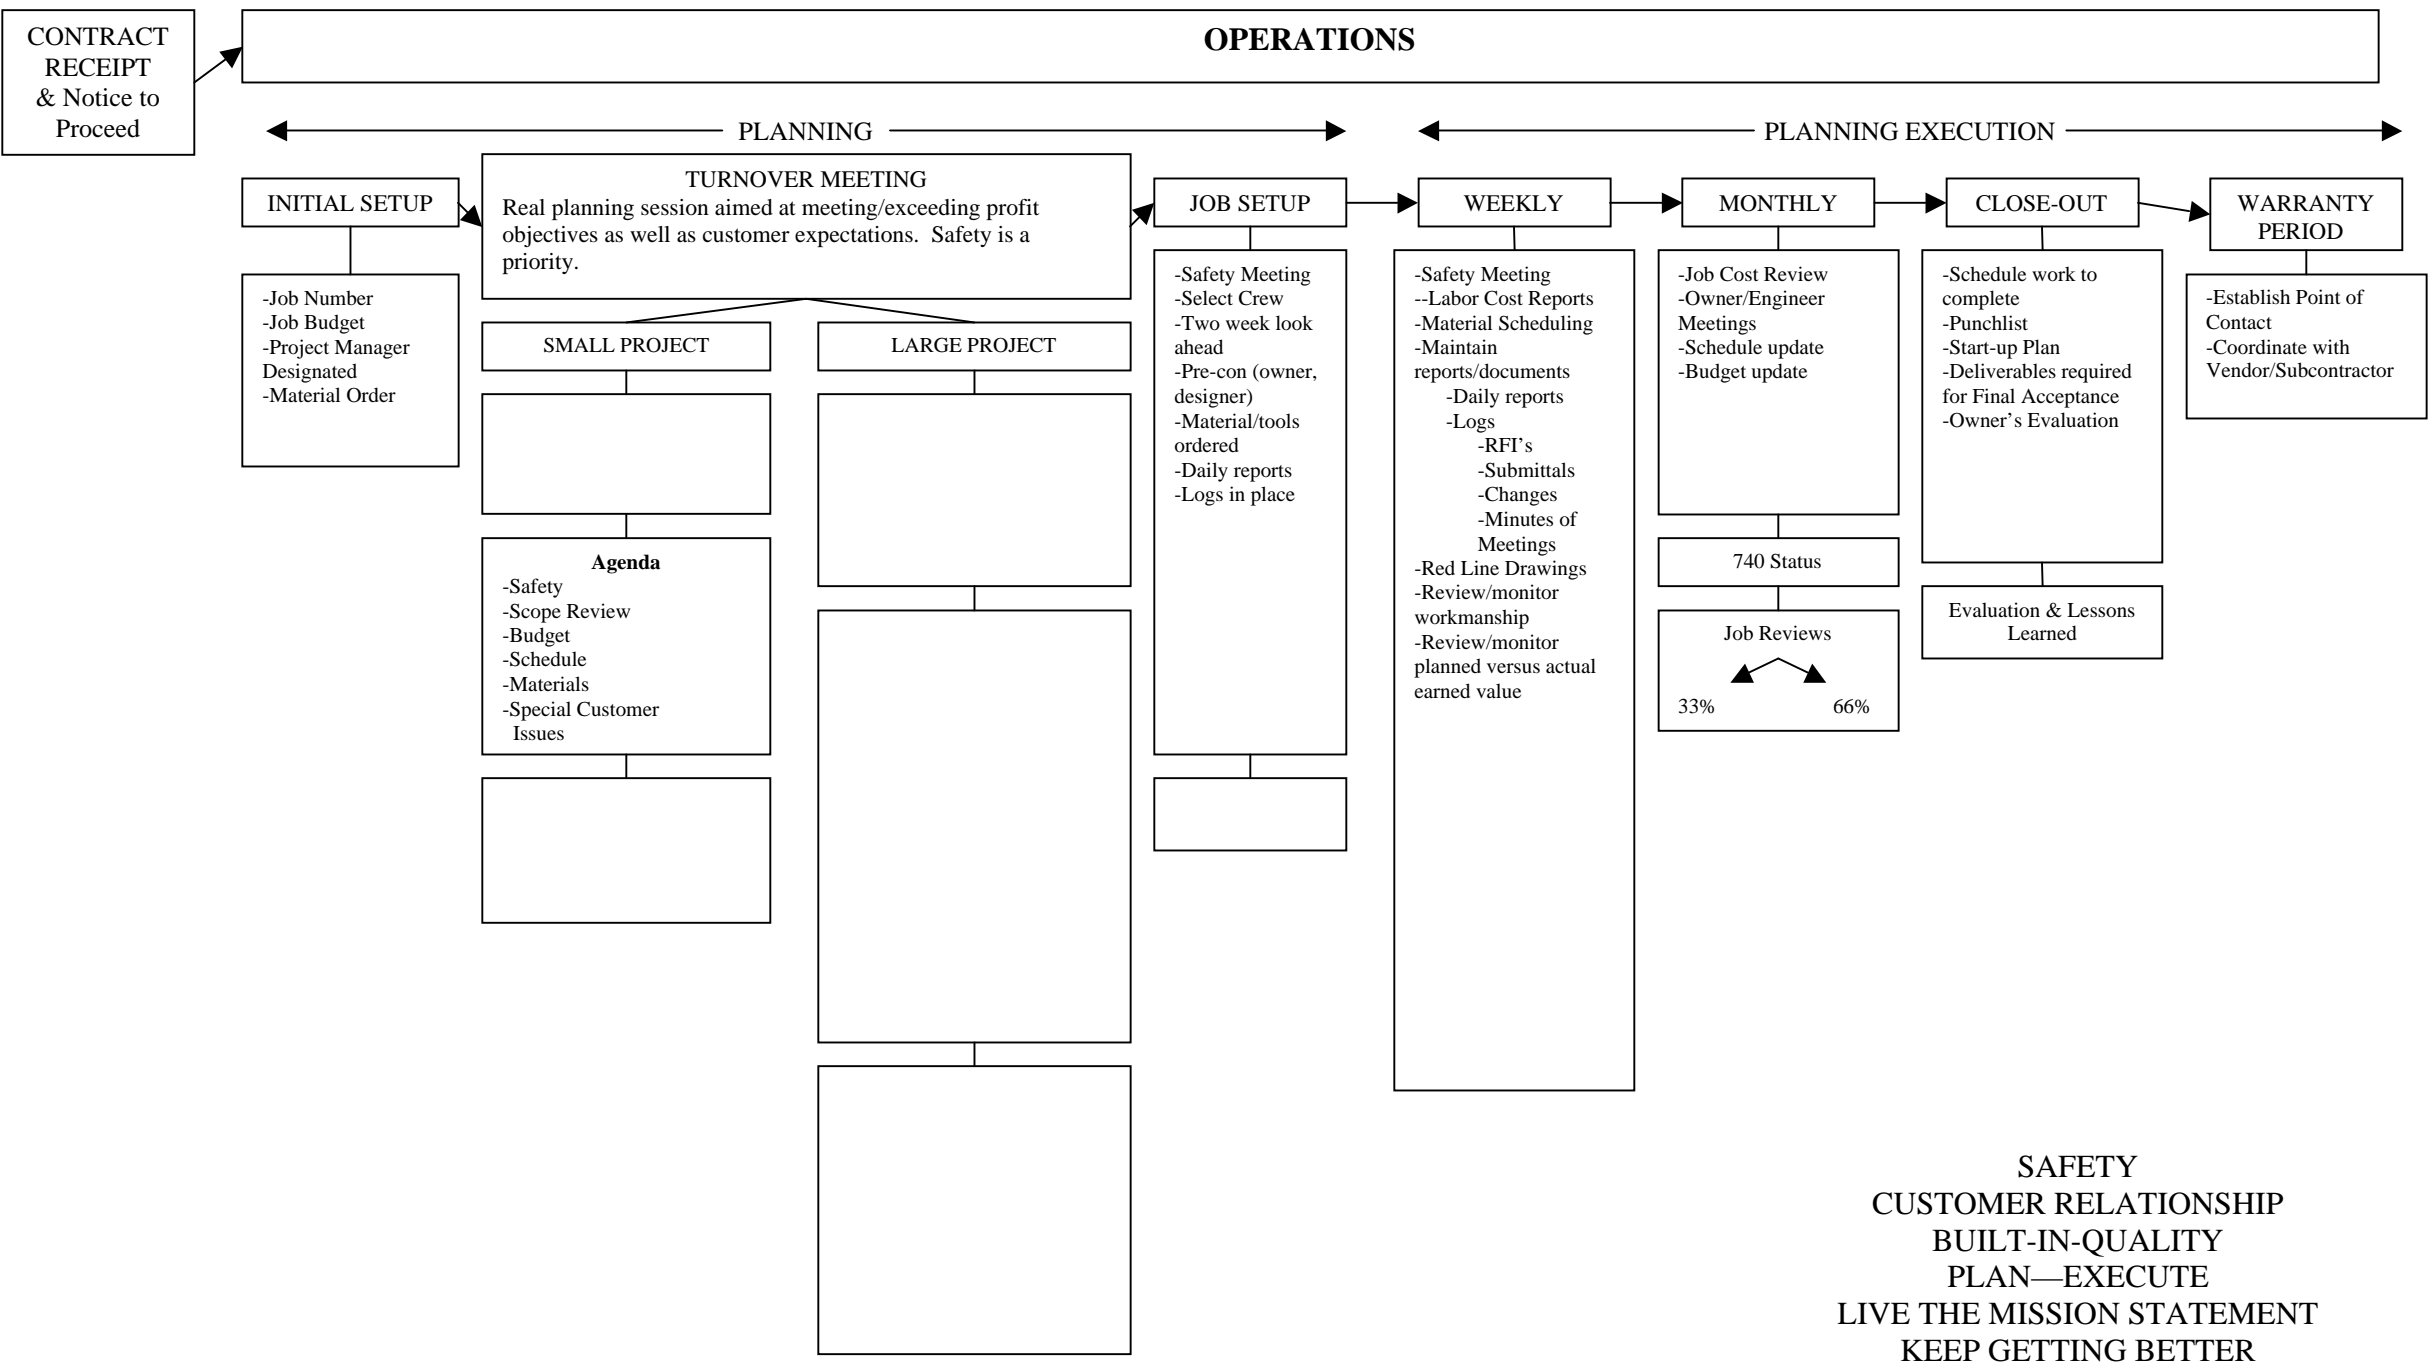 CONTRACT
RECEIPT
& Notice to
Proceed
OPERATIONS
PLANNING
PLANNING EXECUTION
INITIAL SETUP
-Job Number
-Job Budget
-Project Manager
Designated
-Material Order
TURNOVER MEETING
Real planning session aimed at meeting/exceeding profit
objectives as well as customer expectations.  Safety is a
priority.
SMALL PROJECT
Agenda
-Safety
-Scope Review
-Budget
-Schedule
-Materials
-Special Customer
Issues
LARGE PROJECT
JOB SETUP
-Safety Meeting
-Select Crew
-Two week look
ahead
-Pre-con (owner,
designer)
-Material/tools
ordered
-Daily reports
-Logs in place
WEEKLY
-Safety Meeting
--Labor Cost Reports
-Material Scheduling
-Maintain
reports/documents
-Daily reports
-Logs
-RFI's
-Submittals
-Changes
-Minutes of
Meetings
-Red Line Drawings
-Review/monitor
workmanship
-Review/monitor
planned versus actual
earned value
MONTHLY
-Job Cost Review
-Owner/Engineer
Meetings
-Schedule update
-Budget update
740 Status
Job Reviews
33% 66%
CLOSE-OUT
-Schedule work to
complete
-Punchlist
-Start-up Plan
-Deliverables required
for Final Acceptance
-Owner's Evaluation
Evaluation & Lessons
Learned
WARRANTY
PERIOD
-Establish Point of
Contact
-Coordinate with
Vendor/Subcontractor
SAFETY
CUSTOMER RELATIONSHIP
BUILT-IN-QUALITY
PLAN—EXECUTE
LIVE THE MISSION STATEMENT
KEEP GETTING BETTER